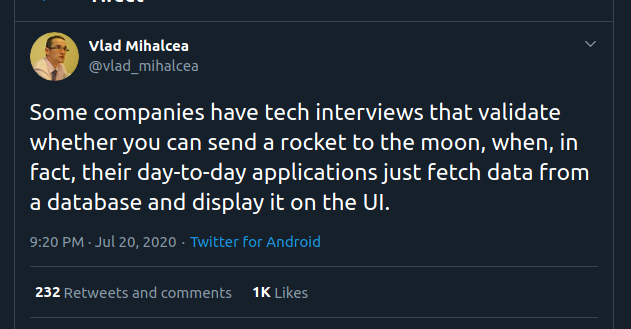 Tweet
Vlad Mihalcea
@vlad_mihalcea
Some companies have tech interviews that validate
whether you can send a rocket to the moon, when, in
fact, their day-to-day applications just fetch data from
a database and display it on the UI.
9:20 PM · Jul 20, 2020 · Twitter for Android
232 Retweets and comments 1K Likes